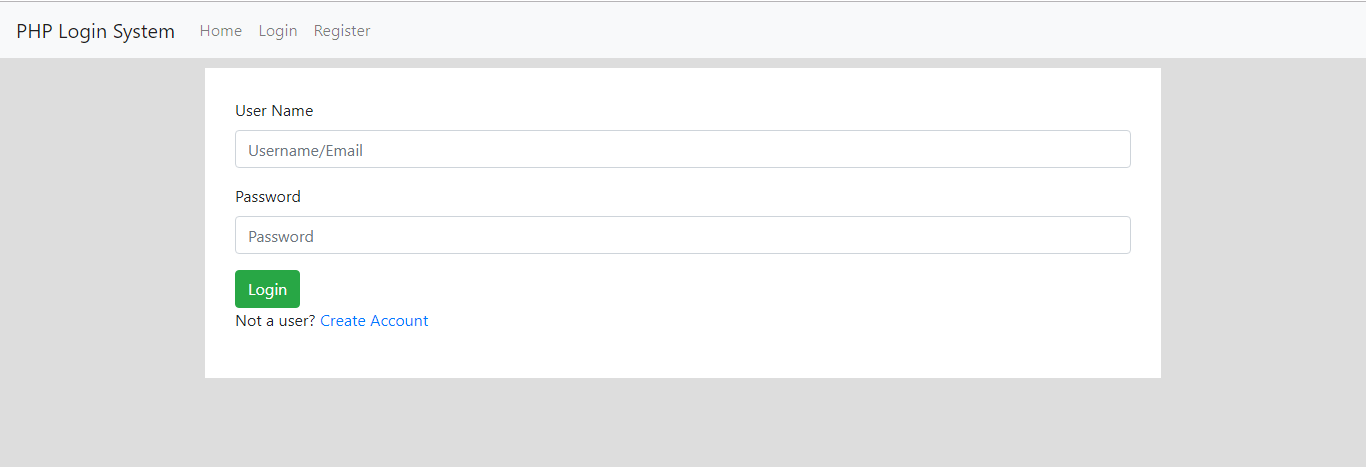 PHP Login System Home Login Register
User Name
Username/Email
Password
Password
Login
Not a user? Create Account